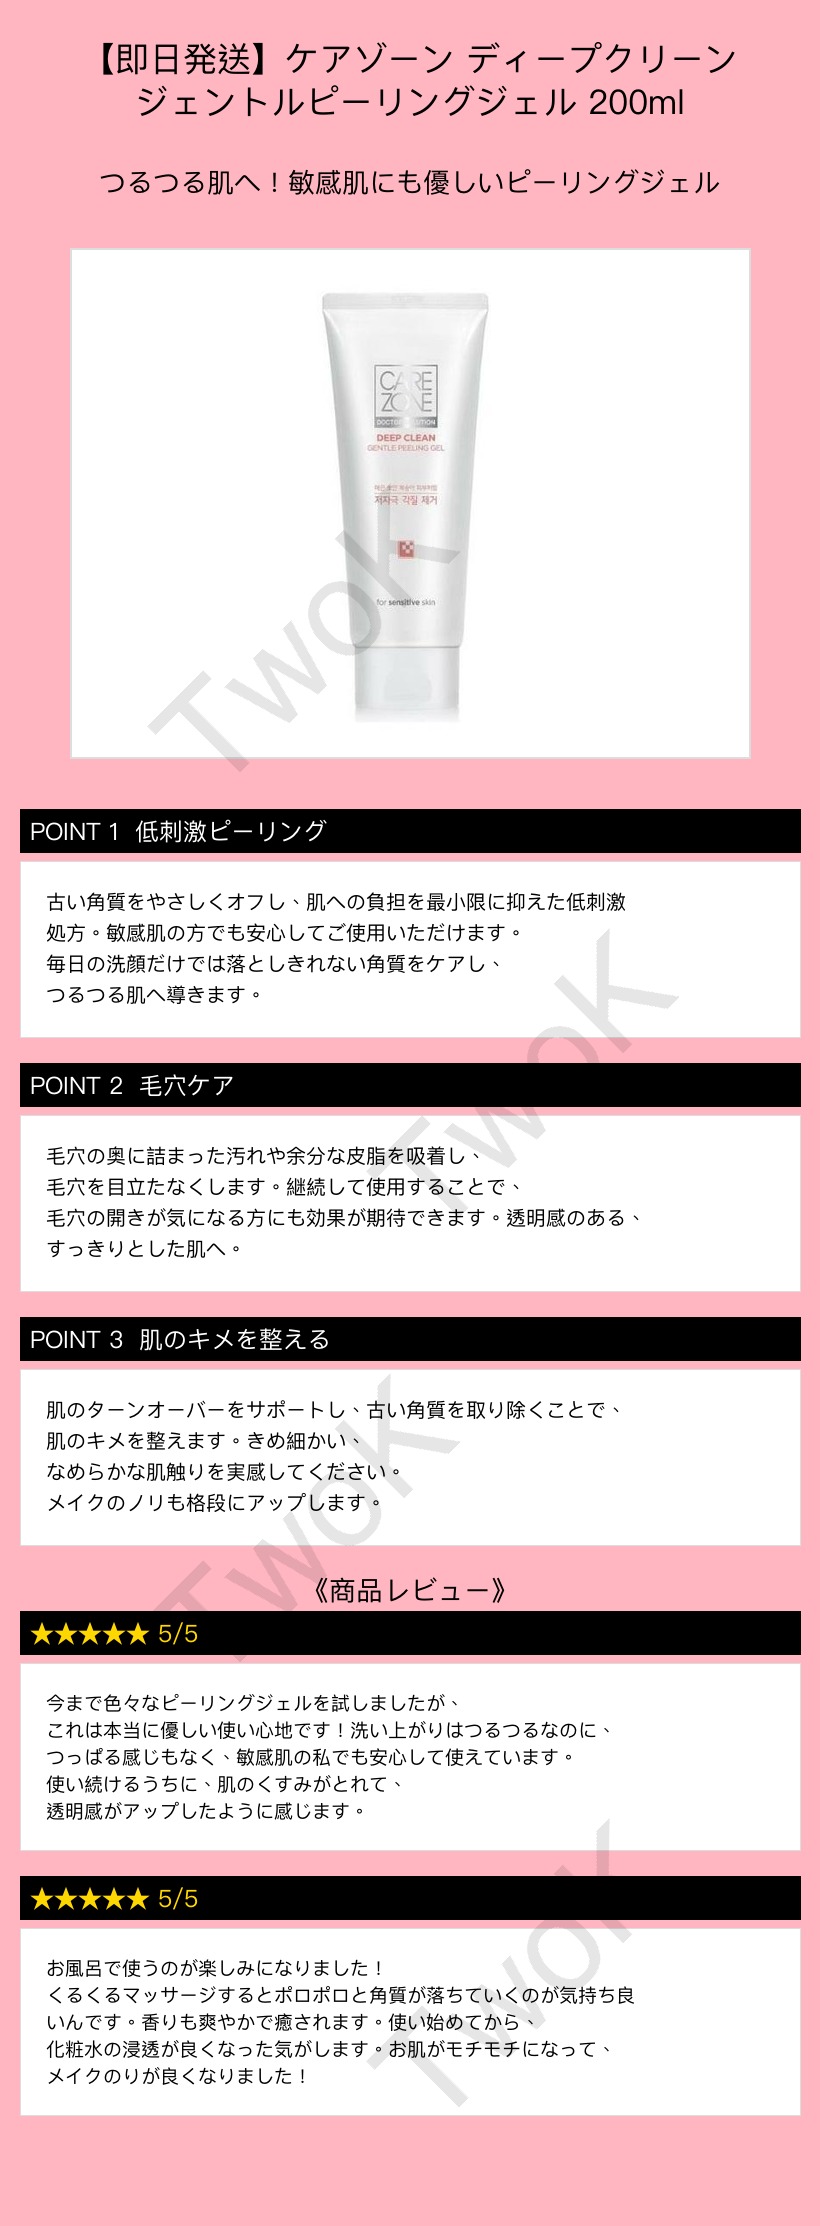 【即日発送】ケアゾーン ディープクリーン
ジェントルピーリングジェル 200ml
つるつる肌へ！敏感肌にも優しいピーリングジェル
CARE
ZONE
DEEP CLEAN
GENTLE PEELING GEL
저자극 각질 제거
for sensitive skin
TwoK
POINT 1 低刺激ピーリング
古い角質をやさしくオフし、肌への負担を最小限に抑えた低刺激
処方。敏感肌の方でも安心してご使用いただけます。
毎日の洗顔だけでは落としきれない角質をケアし、
つるつる肌へ導きます。
TwoK
POINT 2 毛穴ケア
毛穴の奥に詰まった汚れや余分な皮脂を吸着し、
毛穴を目立たなくします。継続して使用することで、
毛穴の開きが気になる方にも効果が期待できます。透明感のある、
すっきりとした肌へ。
POINT 3 肌のキメを整える
肌のターンオーバーをサポートし、古い角質を取り除くことで、
肌のキメを整えます。きめ細かい、
なめらかな肌触りを実感してください。
メイクのノリも格段にアップします。
TwoK
《商品レビュー》
★★★★★ 5/5
今まで色々なピーリングジェルを試しましたが、
これは本当に優しい使い心地です！洗い上がりはつるつるなのに、
つっぱる感じもなく、敏感肌の私でも安心して使えています。
使い続けるうちに、肌のくすみがとれて、
透明感がアップしたように感じます。
★★★★★ 5/5
お風呂で使うのが楽しみになりました！
くるくるマッサージするとポロポロと角質が落ちていくのが気持ち良
いんです。香りも爽やかで癒されます。使い始めてから、
化粧水の浸透が良くなった気がします。お肌がモチモチになって、
メイクのりが良くなりました！
TwoK